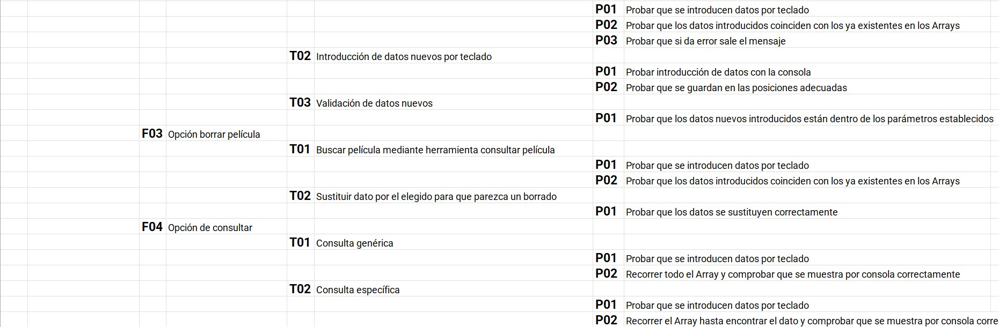 P01 Probar que se introducen datos por teclado
P02 Probar que los datos introducidos coinciden con los ya existentes en los Arrays
P03 Probar que si da error sale el mensaje
T02 Introducción de datos nuevos por teclado
P01 Probar introducción de datos con la consola
P02 Probar que se guardan en las posiciones adecuadas
T03 Validación de datos nuevos
P01 Probar que los datos nuevos introducidos están dentro de los parámetros establecidos
F03 Opción borrar película
T01 Buscar película mediante herramienta consultar película
P01 Probar que se introducen datos por teclado
P02 Probar que los datos introducidos coinciden con los ya existentes en los Arrays
T02 Sustituir dato por el elegido para que parezca un borrado
P01 Probar que los datos se sustituyen correctamente
F04 Opción de consultar
T01 Consulta genérica
P01 Probar que se introducen datos por teclado
P02 Recorrer todo el Array y comprobar que se muestra por consola correctamente
T02 Consulta específica
P01 Probar que se introducen datos por teclado
P02 Recorrer el Array hasta encontrar el dato y comprobar que se muestra por consola corre